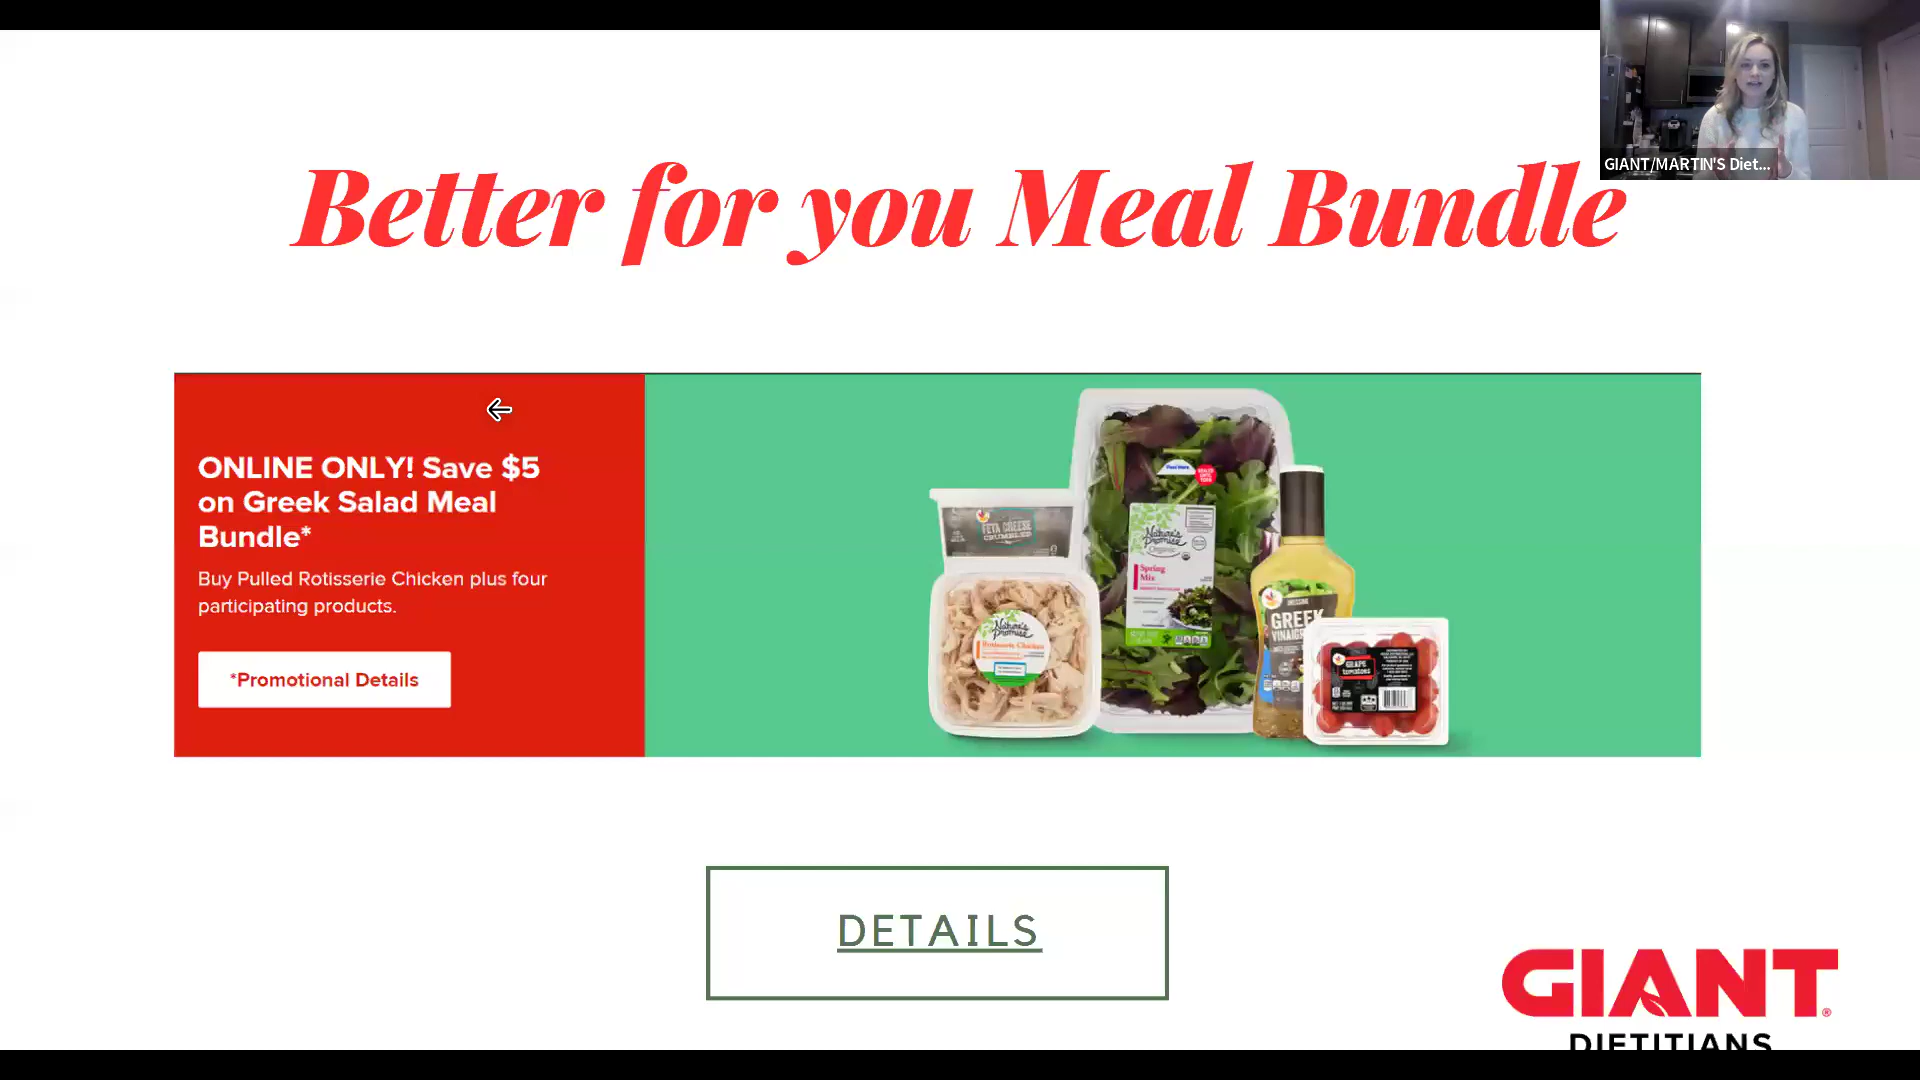 GIANT/MARTIN'S Diet...
Better for you Meal Bundle
ONLINE ONLY! Save $5
on Greek Salad Meal
Bundle*
Buy Pulled Rotisserie Chicken plus four
participating products.
*Promotional Details
FETA CHEESE
CRUMBLED
Nature's
Promise
Rotisserie Chicken
Nature's
Promise
Organic
Spring
Mix
DRESSING
GREEK
GRAPE
tomatoes
DETAILS
GIANT®
DIETITIANS